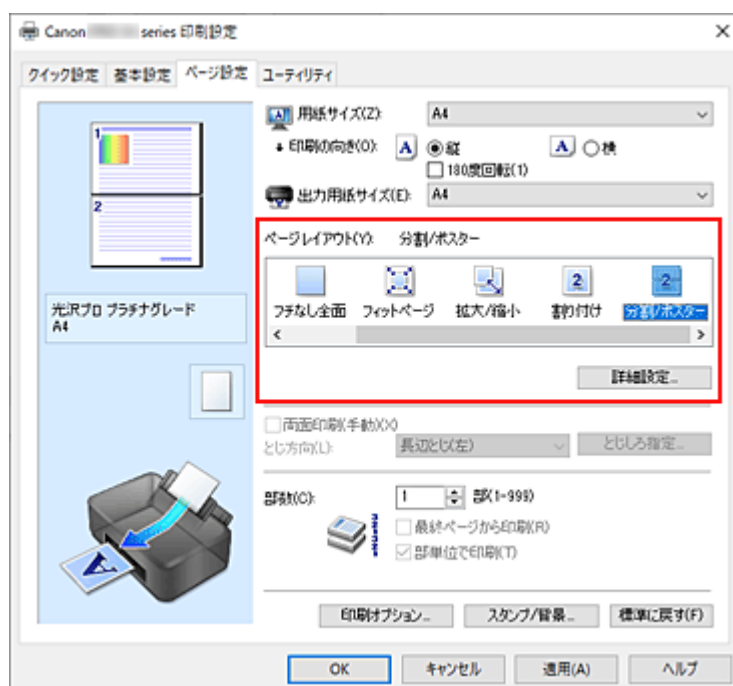 Canon series 印刷設定
クイック設定 基本設定 ページ設定 ユーティリティ
1
2
光沢プロ プラチナグレード
A4
用紙サイズ(Z): A4
印刷の向き(O): A 縦 A 横
180度回転(1)
出力用紙サイズ(E): A4
ページレイアウト(Y): 分割/ポスター
2 2
フチなし全面 フィットページ 拡大/縮小 割り付け 分割/ポスター
詳細設定...
両面印刷(手動)(X)
とじ方向(L): 長辺とじ(左) とじしろ指定...
部数(C): 1 部(1-999)
最終ページから印刷(R)
部単位で印刷(T)
印刷オプション... スタンプ/背景... 標準に戻す(F)
OK キャンセル 適用(A) ヘルプ